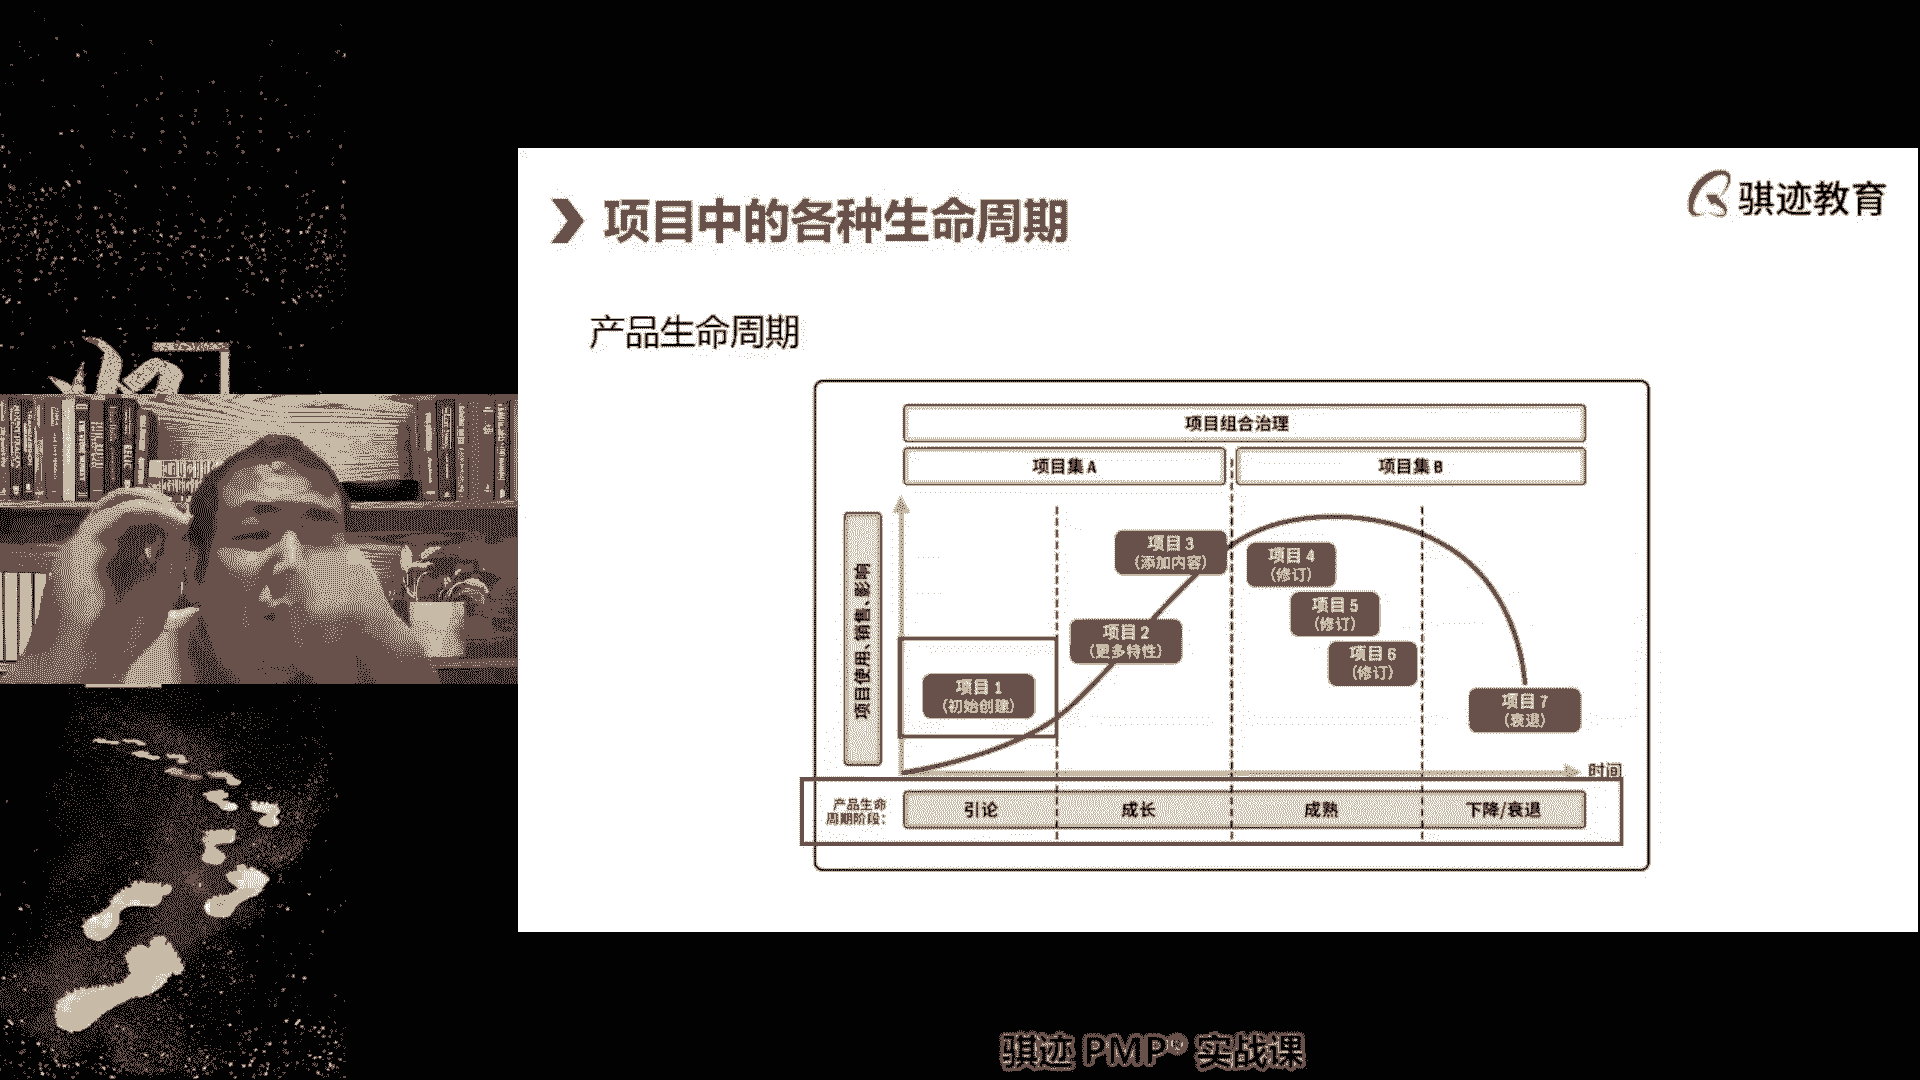 项目中的各种生命周期
骐迹教育
产品生命周期
项目组合治理
项目集 A
项目集 B
项目使用、销售、影响
项目 3
(添加内容)
项目 4
(修订)
项目 5
(修订)
项目 2
(更多特性)
项目 6
(修订)
项目 1
(初始创建)
项目 7
(衰退)
时间
产品生命
周期阶段：
引论
成长
成熟
下降/衰退
骐迹 PMP® 实战课